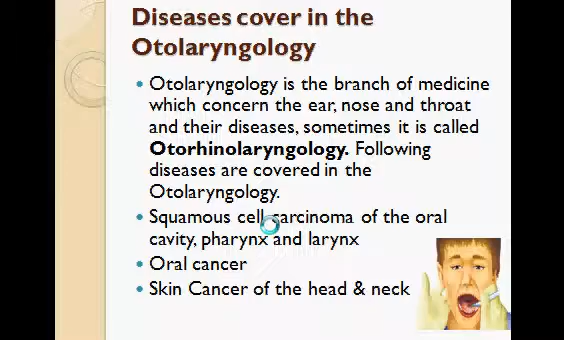 Diseases cover in the
Otolaryngology
• Otolaryngology is the branch of medicine
which concern the ear, nose and throat
and their diseases, sometimes it is called
Otorhinolaryngology. Following
diseases are covered in the
Otolaryngology.
• Squamous cell carcinoma of the oral
cavity, pharynx and larynx
• Oral cancer
• Skin Cancer of the head & neck